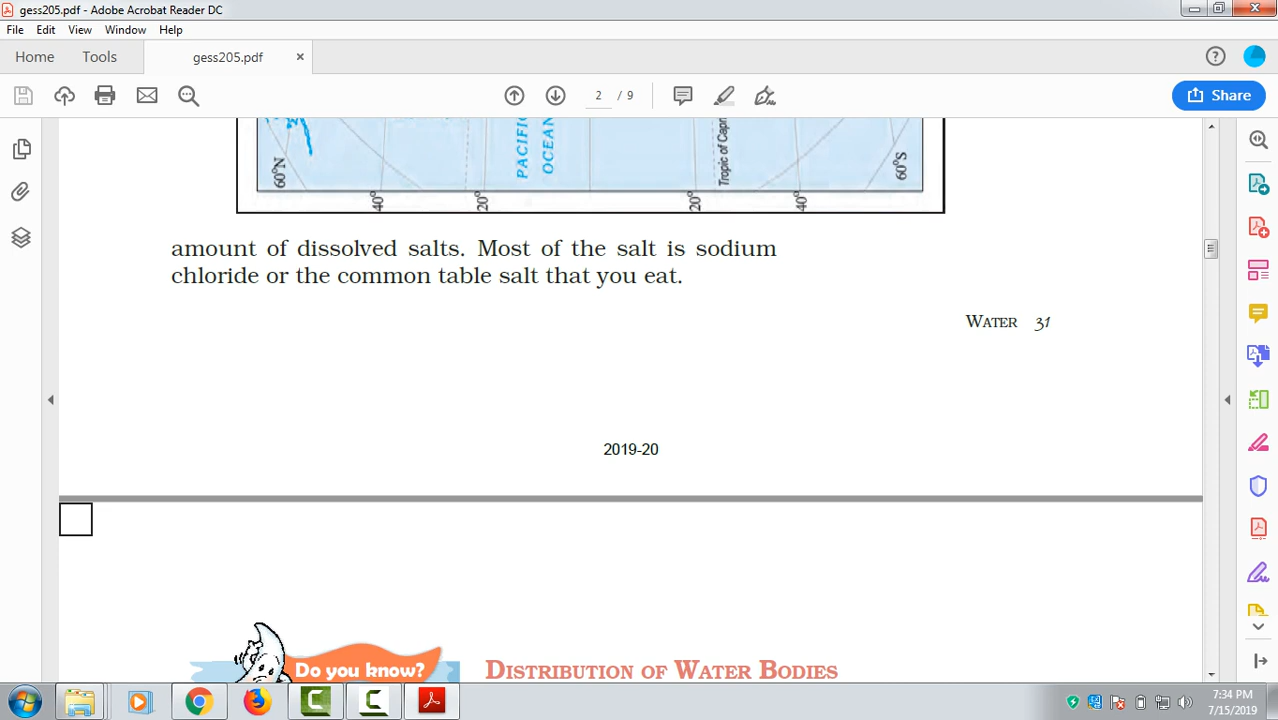 gess205.pdf - Adobe Acrobat Reader DC
File Edit View Window Help
Home Tools gess205.pdf
2 / 9
Share
60°N
PACIFIC
OCEAN
Tropic of Capr
60°S
40° 20° 20° 40°
amount of dissolved salts. Most of the salt is sodium
chloride or the common table salt that you eat.
WATER 31
2019-20
Do you know?
DISTRIBUTION OF WATER BODIES
7:34 PM
7/15/2019